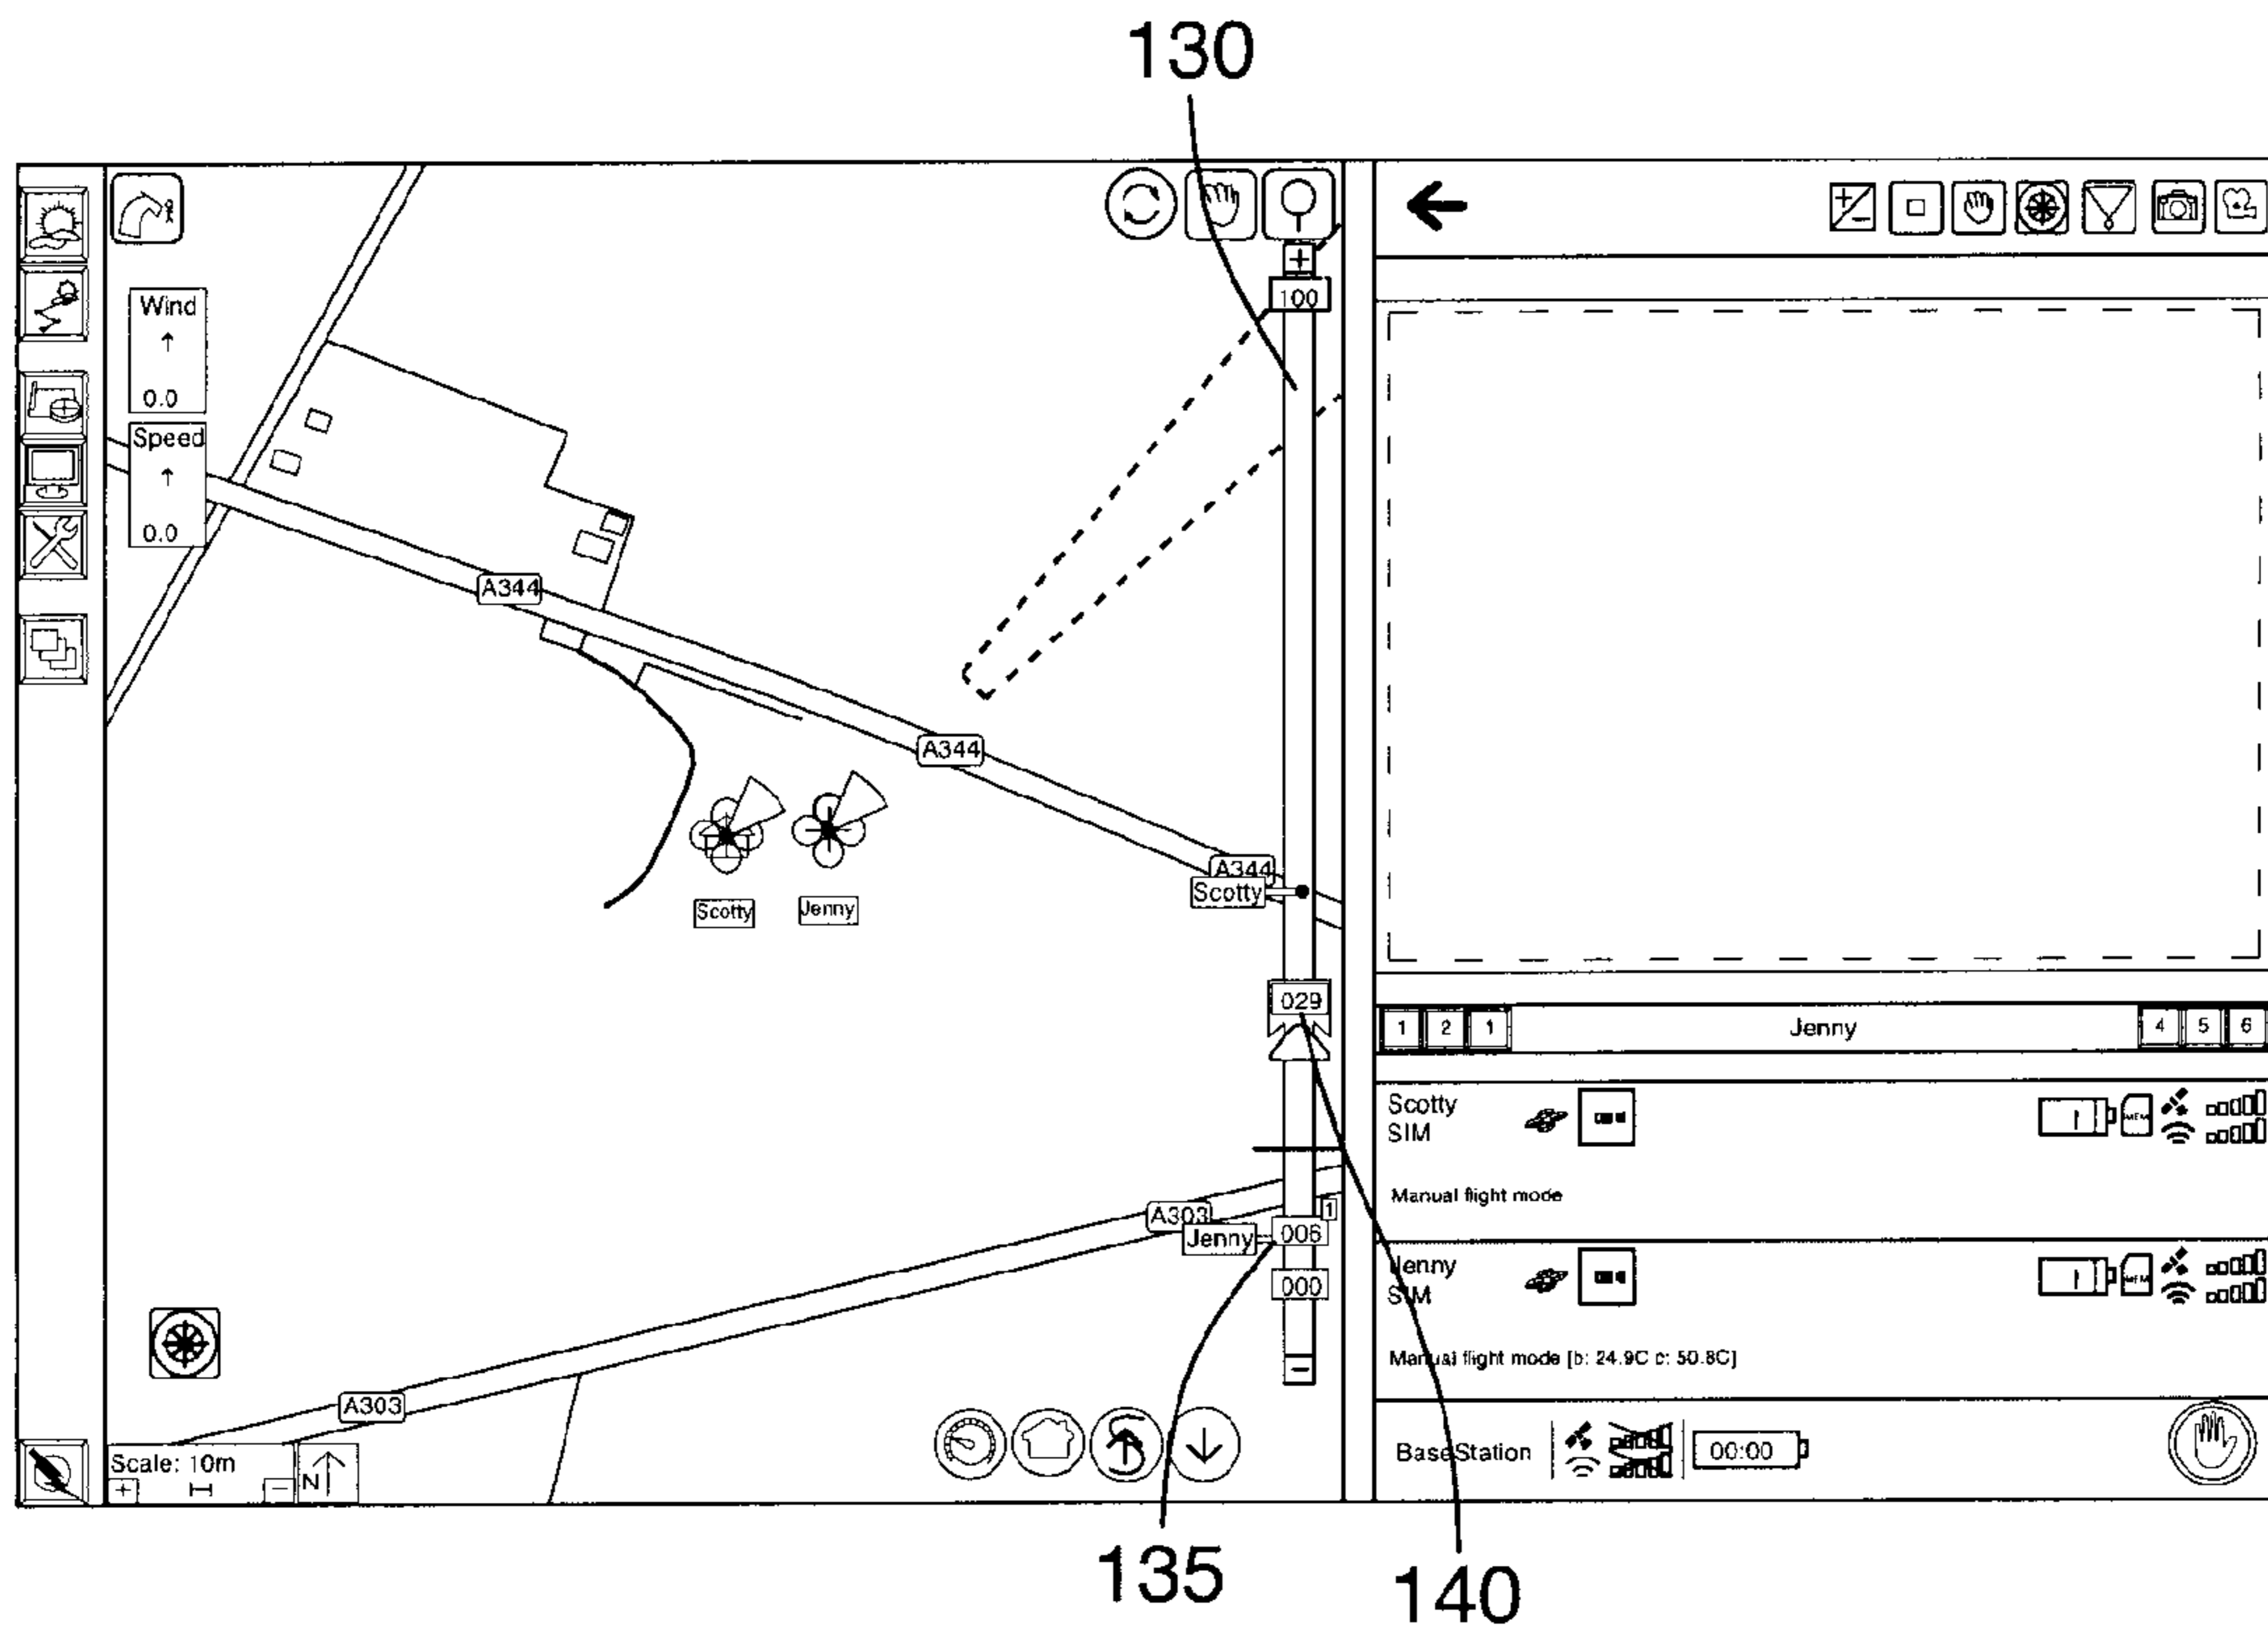 130
100
Wind
0.0
Speed
0.0
A344
A344
A344
Scotty
Scotty
Jenny
029
1 2 1 Jenny 4 5 6
Scotty
SIM
MEM
Manual flight mode
A303
1
Jenny
006
000
Jenny
SIM
MEM
Manual flight mode [b: 24.9C c: 50.8C]
A303
Scale: 10m
N
BaseStation
00:00
135
140